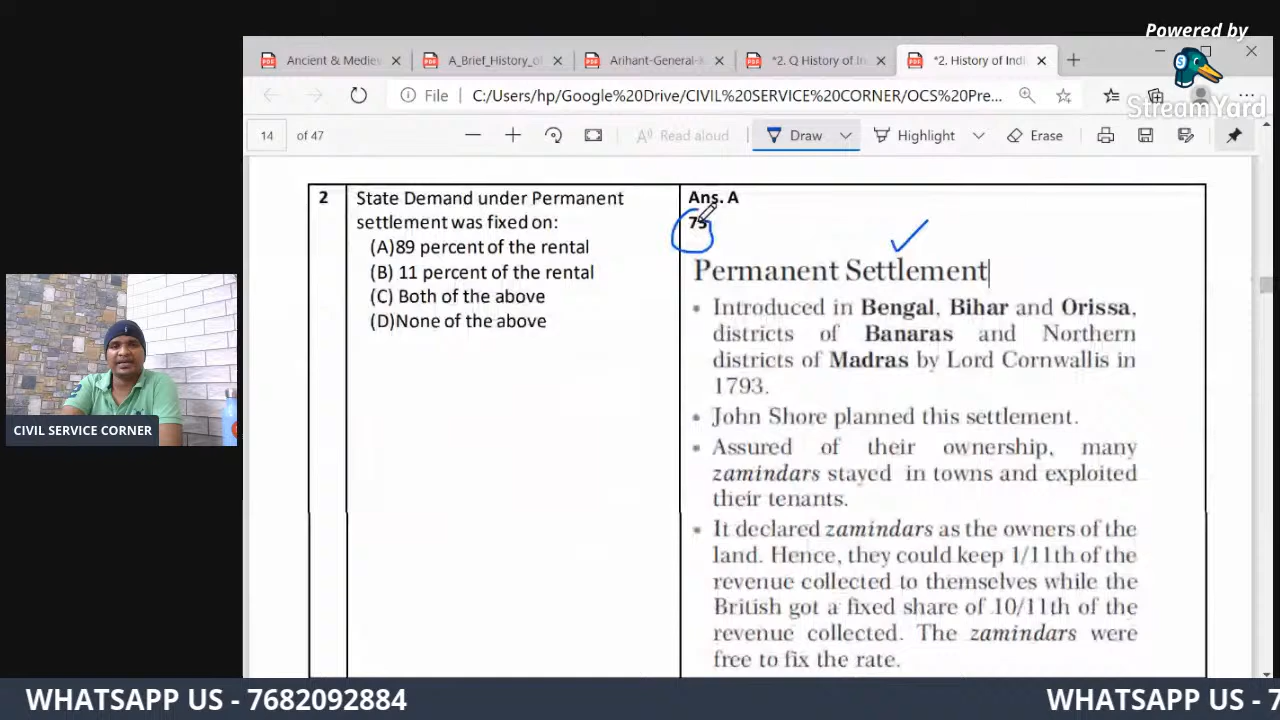 Powered by
Ancient & Mediev
A_Brief_History_o
Arihant-General-
*2. Q History of In
*2. History of Indi
StreamYard
File
C:/Users/hp/Google%20Drive/CIVIL%20SERVICE%20CORNER/OCS%20Pre...
14 of 47
Read aloud
Draw
Highlight
Erase
2
State Demand under Permanent
settlement was fixed on:
(A)89 percent of the rental
(B) 11 percent of the rental
(C) Both of the above
(D)None of the above
Ans. A
Permanent Settlement
• Introduced in Bengal, Bihar and Orissa,
districts of Banaras and Northern
districts of Madras by Lord Cornwallis in
1793.
• John Shore planned this settlement.
• Assured of their ownership, many
zamindars stayed in towns and exploited
their tenants.
• It declared zamindars as the owners of the
land. Hence, they could keep 1/11th of the
revenue collected to themselves while the
British got a fixed share of 10/11th of the
revenue collected. The zamindars were
free to fix the rate.
CIVIL SERVICE CORNER
WHATSAPP US - 7682092884
WHATSAPP US - 7